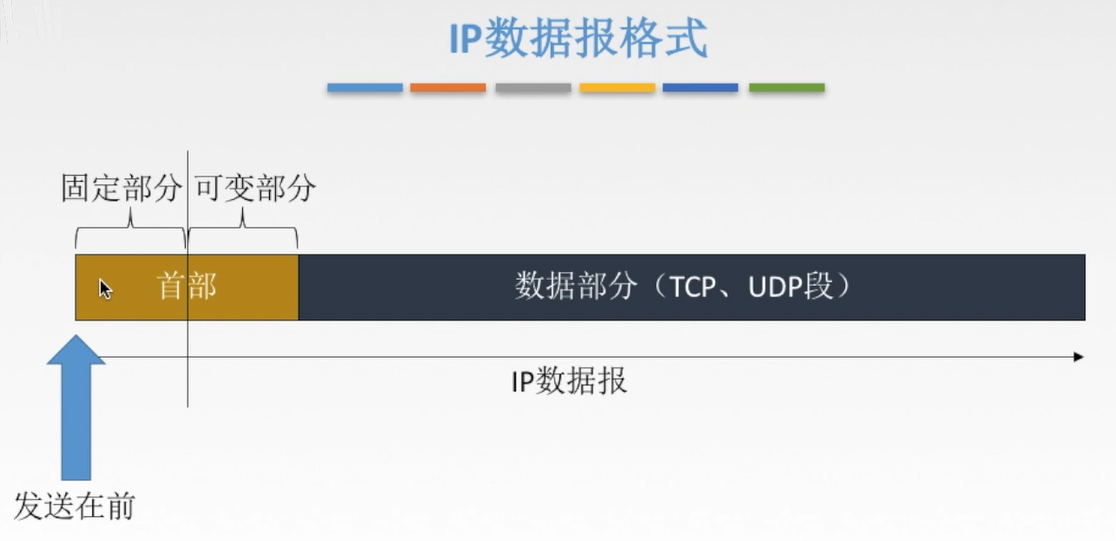 IP数据报格式
固定部分 可变部分
首部 数据部分（TCP、UDP段）
IP数据报
发送在前